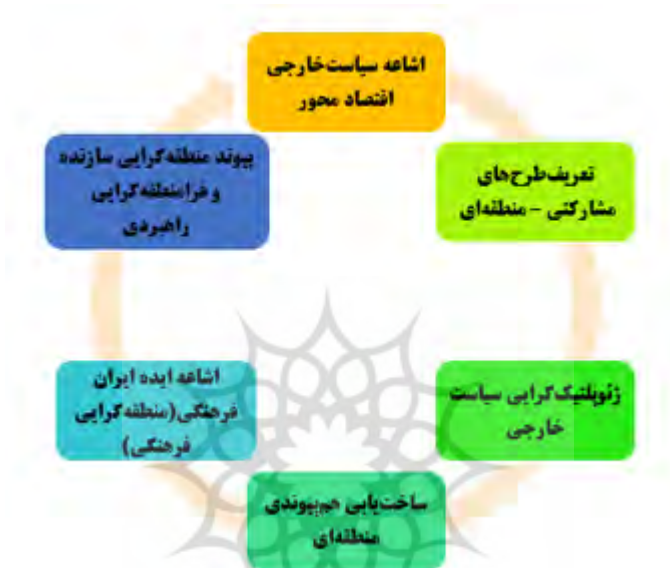 اشاعه سیاست‌خارجی
اقتصاد محور
تعریف‌طرح‌های
مشارکتی - منطقه‌ای
ژئوپلتیک‌گرایی سیاست
خارجی
ساخت‌یابی هم‌پیوندی
منطقه‌ای
اشاعه ایده ایران
فرهنگی(منطقه‌گرایی
فرهنگی)
پیوند منطقه‌گرایی سازنده
و فرامنطقه‌گرایی
راهبردی